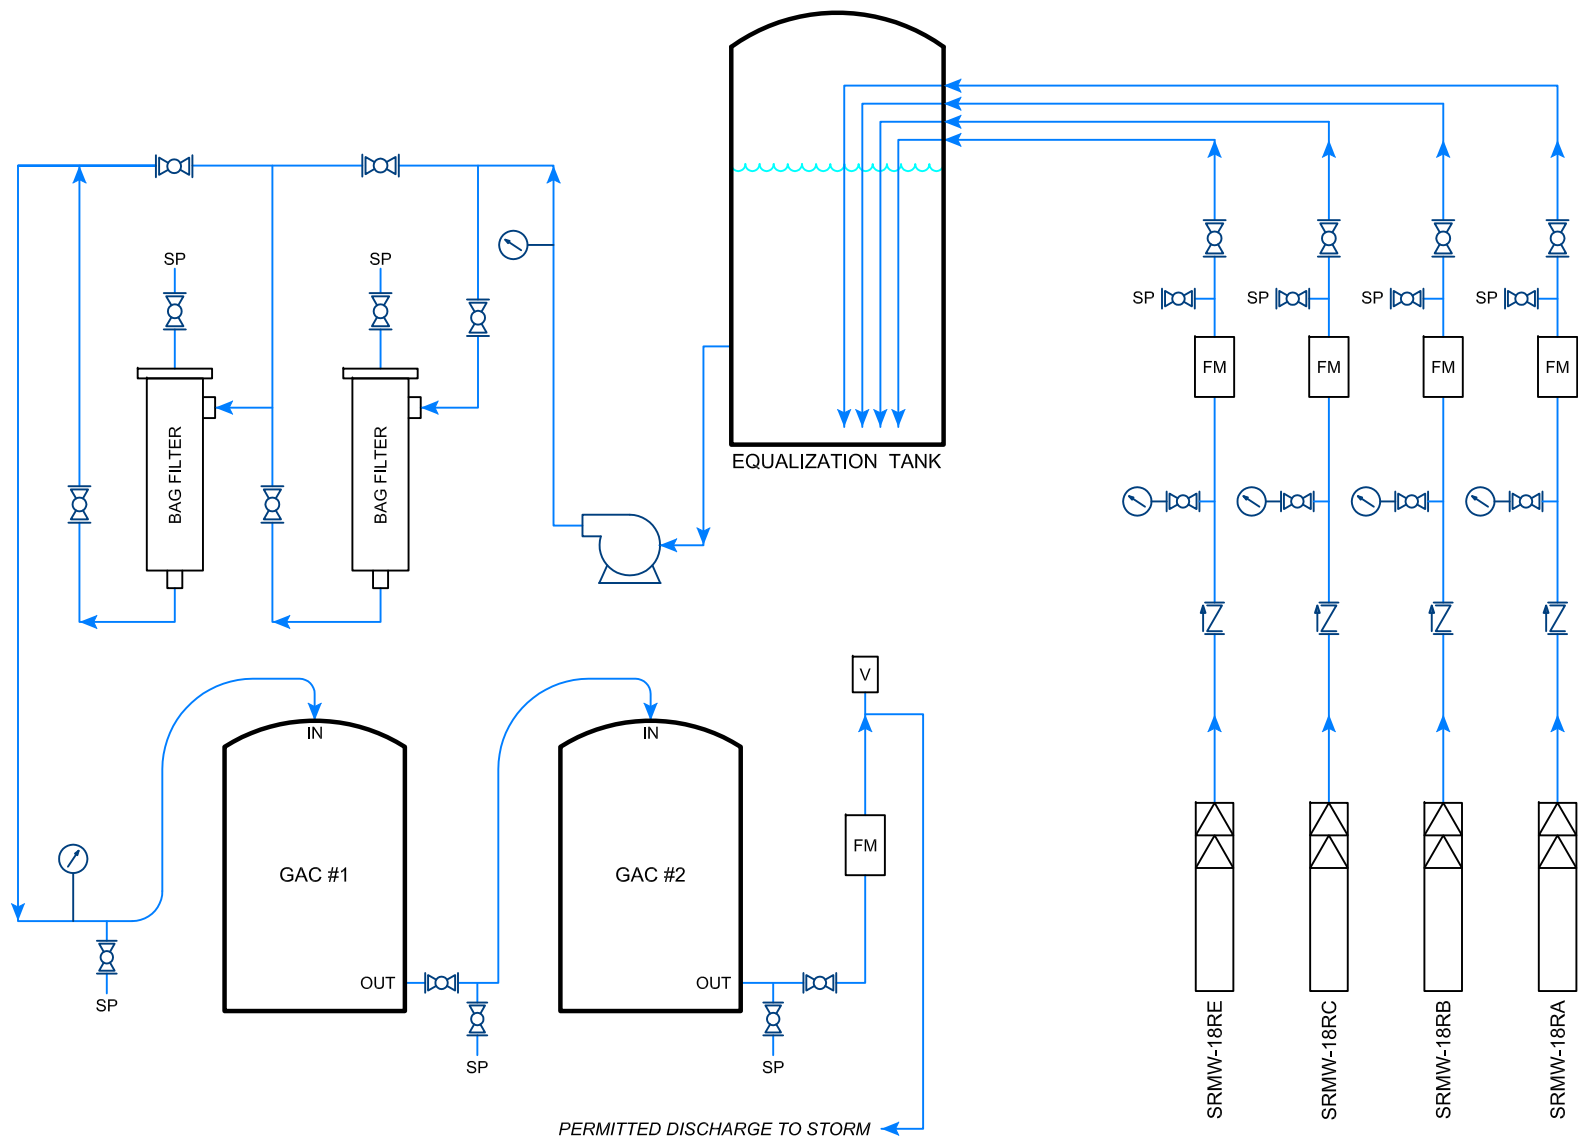 SP
SP
SP
SP
SP
SP
FM
FM
FM
FM
BAG FILTER
BAG FILTER
EQUALIZATION TANK
V
IN
IN
FM
GAC #1
GAC #2
OUT
OUT
SP
SP
SP
SRMW-18RE
SRMW-18RC
SRMW-18RB
SRMW-18RA
PERMITTED DISCHARGE TO STORM